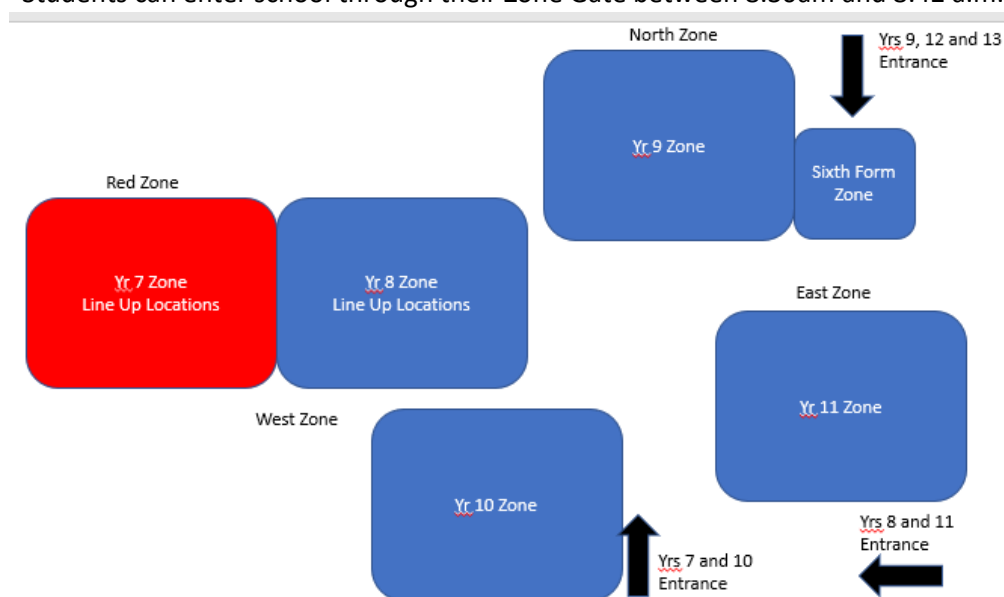 North Zone
Yrs 9, 12 and 13
Entrance
Yr 9 Zone
Sixth Form
Zone
Red Zone
Yr 7 Zone
Line Up Locations
Yr 8 Zone
Line Up Locations
East Zone
Yr 11 Zone
West Zone
Yr 10 Zone
Yrs 8 and 11
Entrance
Yrs 7 and 10
Entrance